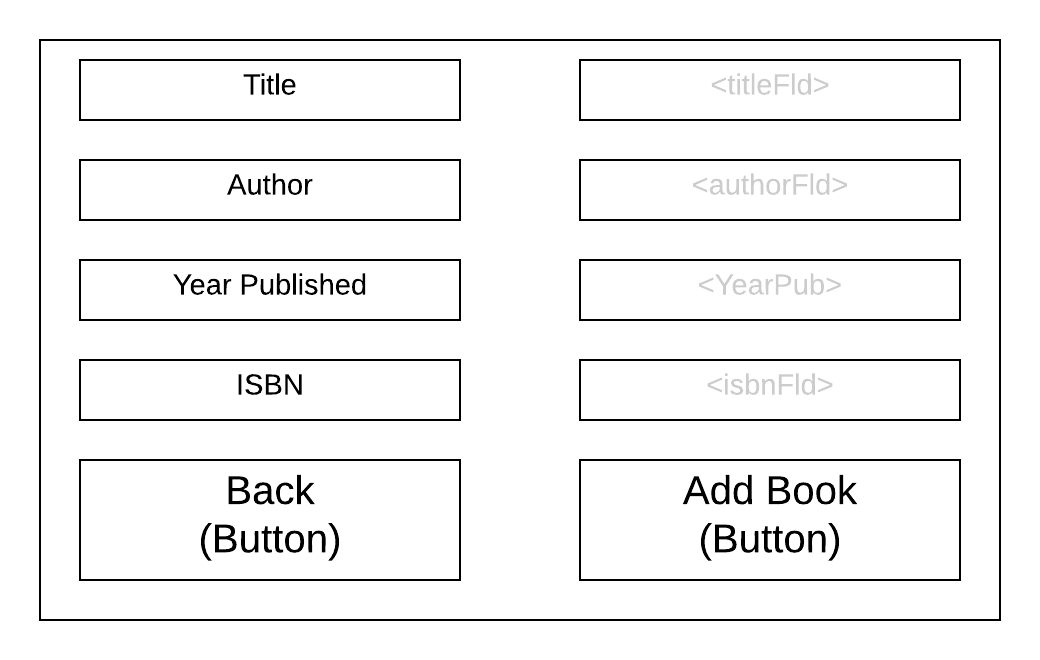 Title
<titleFld>
Author
<authorFld>
Year Published
<YearPub>
ISBN
<isbnFld>
Back
(Button)
Add Book
(Button)